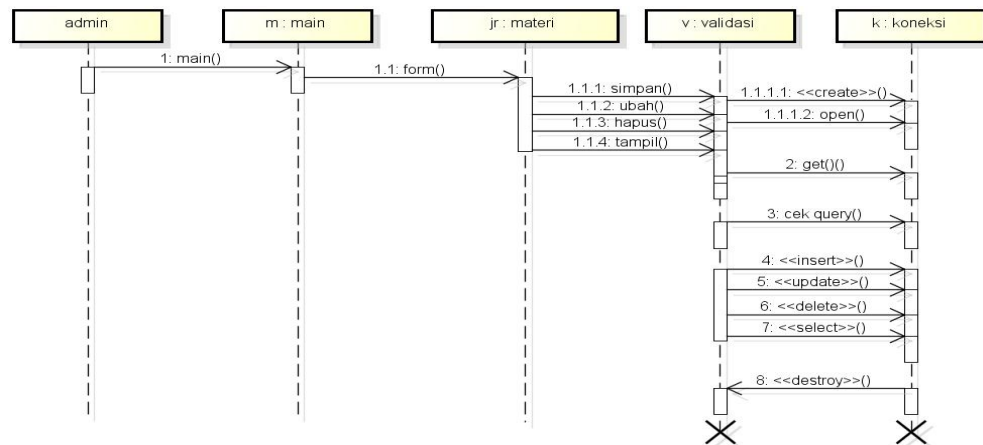 admin
m : main
jr : materi
v : validasi
k : koneksi
1: main()
1.1: form()
1.1.1: simpan()
1.1.1.1: <<create>>()
1.1.2: ubah()
1.1.1.2: open()
1.1.3: hapus()
1.1.4: tampil()
2: get()()
3: cek query()
4: <<insert>>()
5: <<update>>()
6: <<delete>>()
7: <<select>>()
8: <<destroy>>()